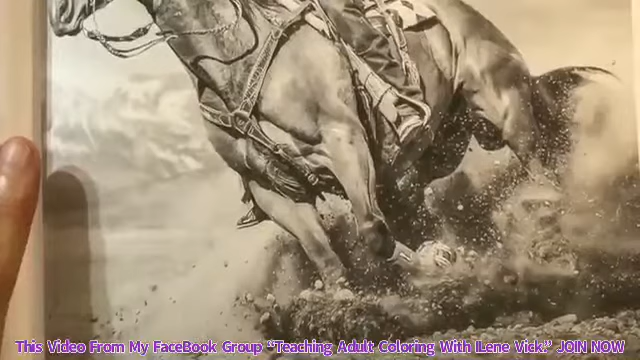 This Video From My FaceBook Group "Teaching Adult Coloring With ILene Vick." JOIN NOW